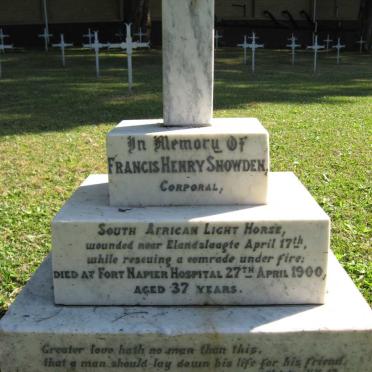 In Memory Of
FRANCIS HENRY SNOWDEN,
CORPORAL,
SOUTH AFRICAN LIGHT HORSE,
wounded near Elandslaagte April 17th,
while rescuing a comrade under fire;
DIED AT FORT NAPIER HOSPITAL 27TH APRIL 1900,
AGED 37 YEARS.
Greater love hath no man than this,
that a man should lay down his life for his friend.